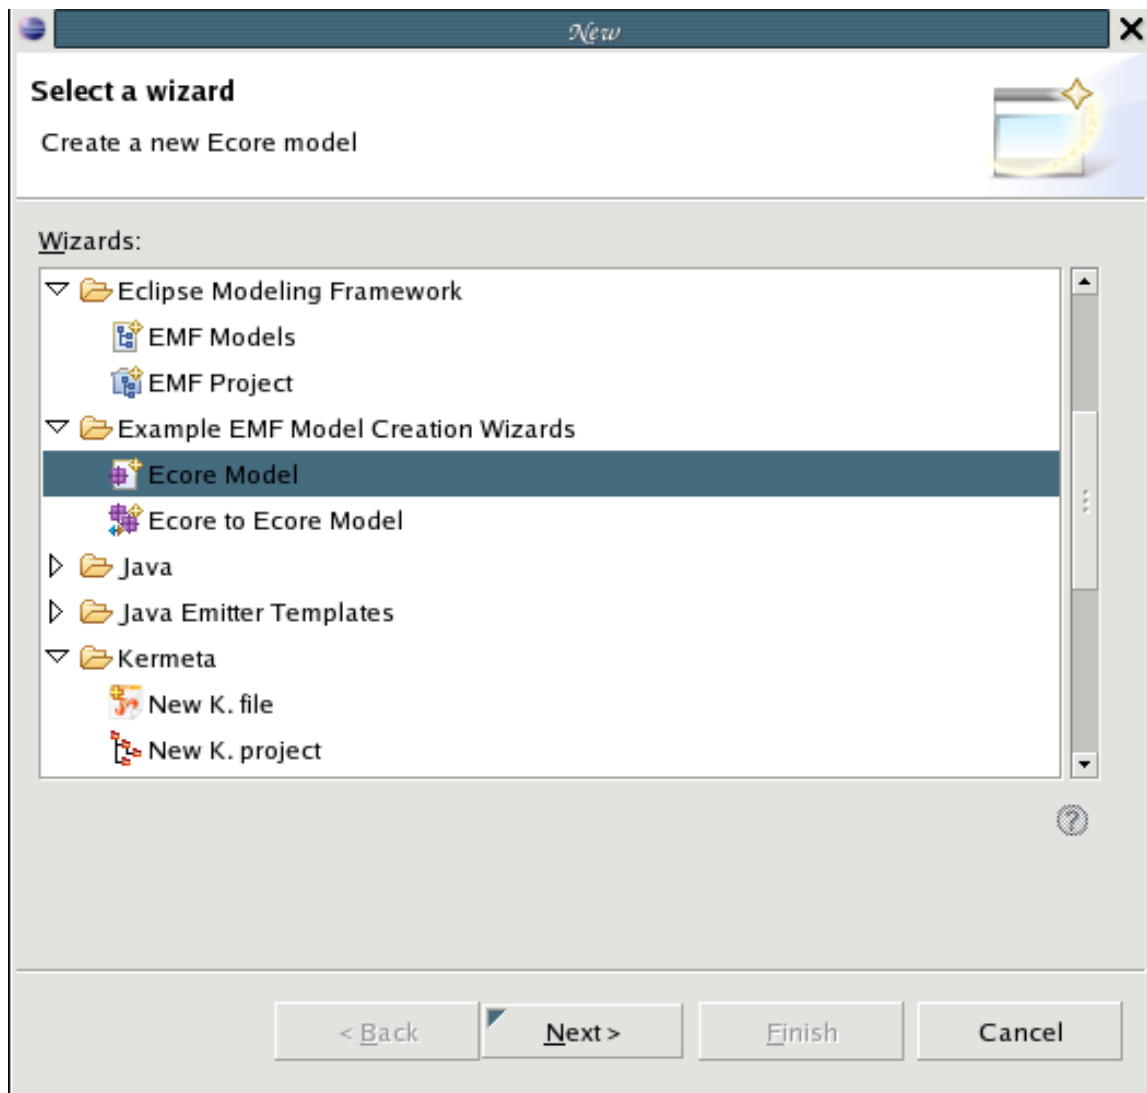 New
Select a wizard
Create a new Ecore model
Wizards:
Eclipse Modeling Framework
EMF Models
EMF Project
Example EMF Model Creation Wizards
Ecore Model
Ecore to Ecore Model
Java
Java Emitter Templates
Kermeta
New K. file
New K. project
?
< Back Next > Finish Cancel